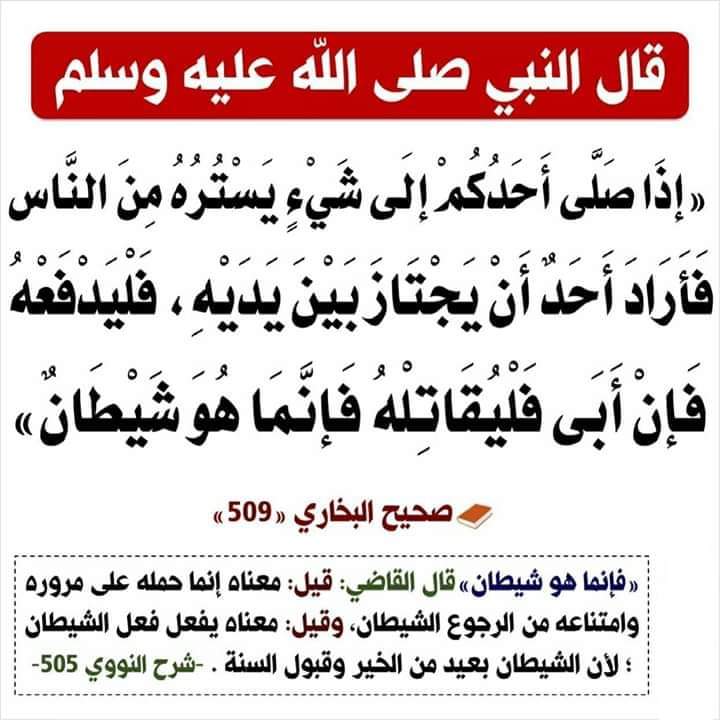 قال النبي صلى الله عليه وسلم
«إِذَا صَلَّى أَحَدُكُمْ إِلَى شَيْءٍ يَسْتُرُهُ مِنَ النَّاس
فَأَرَادَ أَحَدٌ أَنْ يَجْتَازَ بَيْنَ يَدَيْهِ ، فَلْيَدْفَعْهُ
فَإِنْ أَبَى فَلْيُقَاتِلْهُ فَإِنَّمَا هُوَ شَيْطَانٌ»
صحيح البخاري «509»
«فإنما هو شيطان» قال القاضي: قيل: معناه إنما حمله على مروره
وامتناعه من الرجوع الشيطان، وقيل: معناه يفعل فعل الشيطان
؛ لأن الشيطان بعيد من الخير وقبول السنة . -شرح النووي 505-